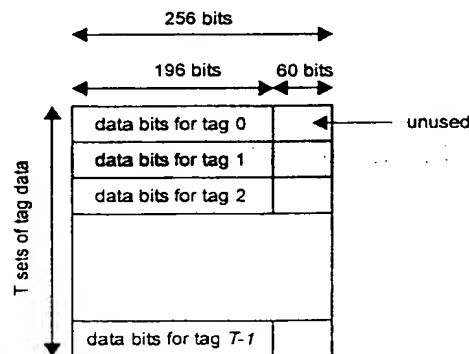 256 bits
196 bits 60 bits
data bits for tag 0 unused
data bits for tag 1
data bits for tag 2
T sets of tag data
data bits for tag T-1